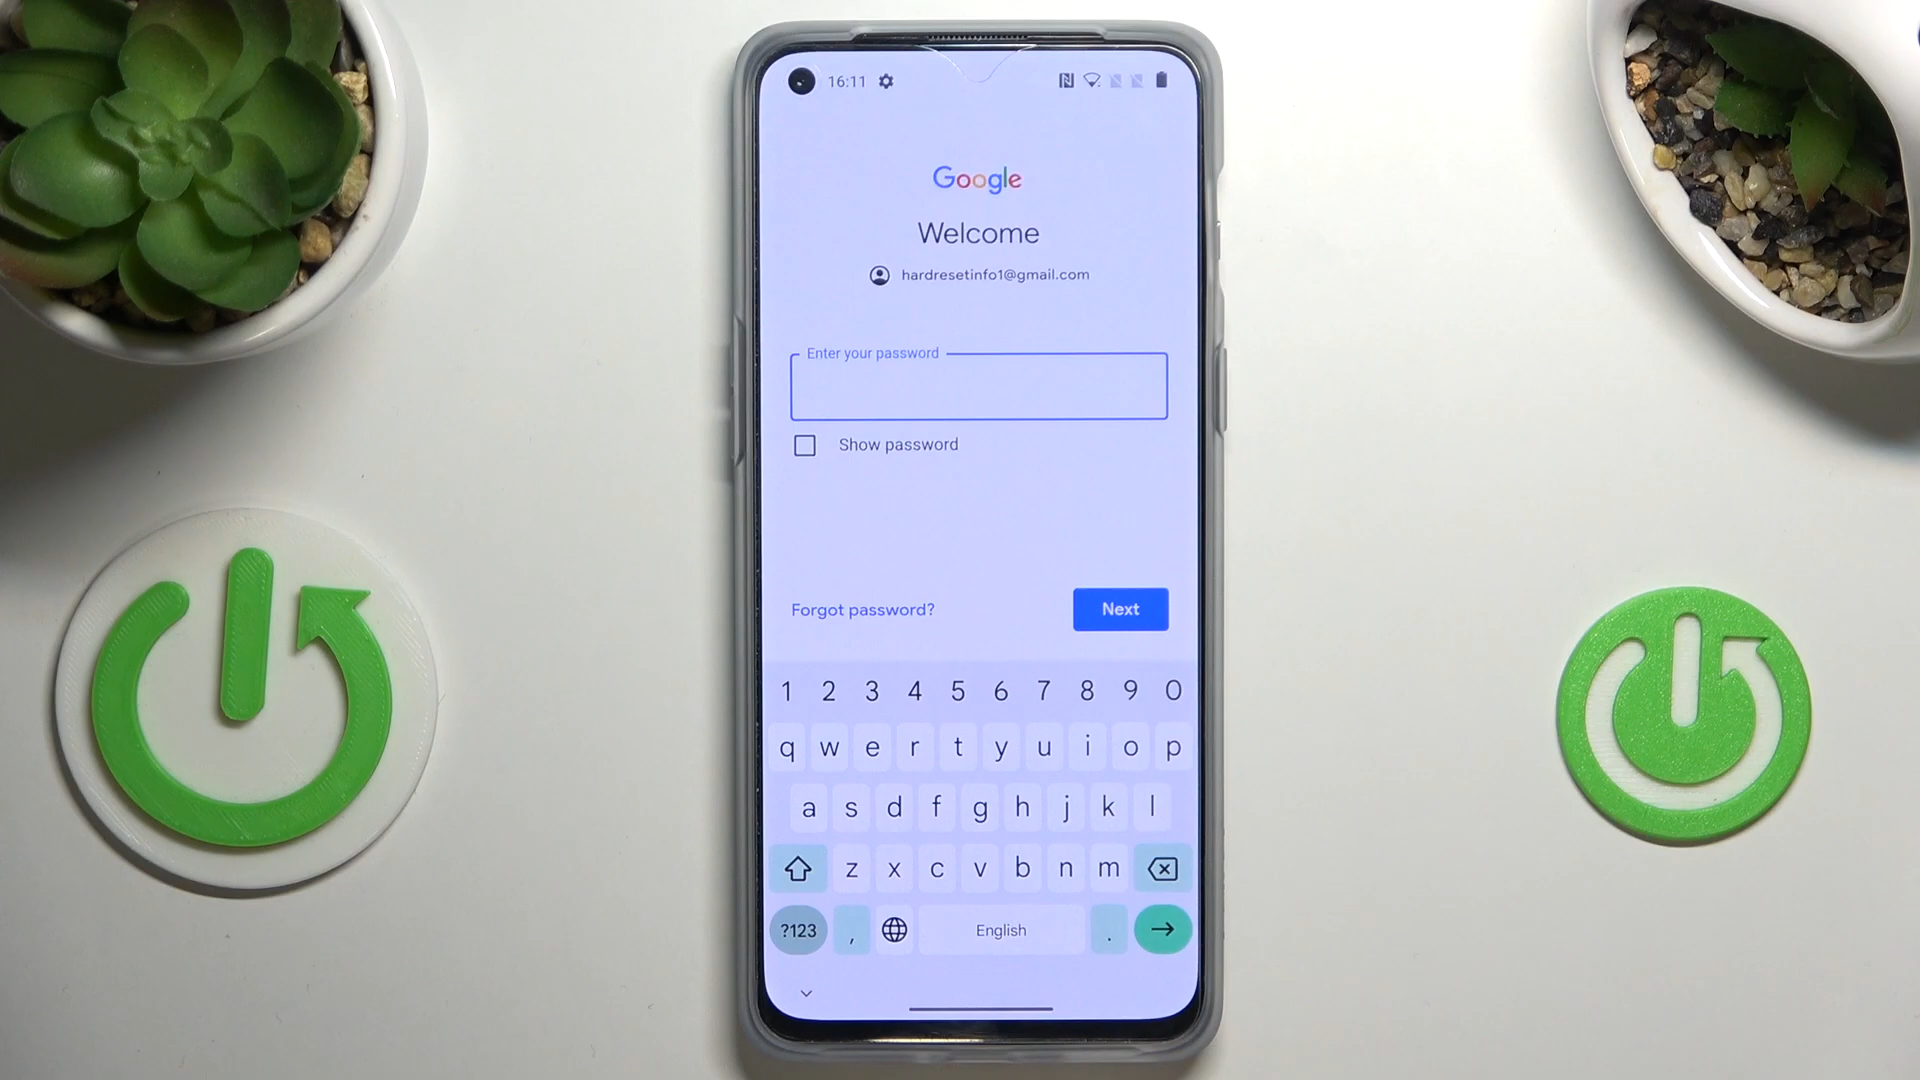 16:11
Google
Welcome
hardresetinfo1@gmail.com
Enter your password
Show password
Forgot password? Next
1 2 3 4 5 6 7 8 9 0
q w e r t y u i o p
a s d f g h j k l
z x c v b n m
?123 , English .